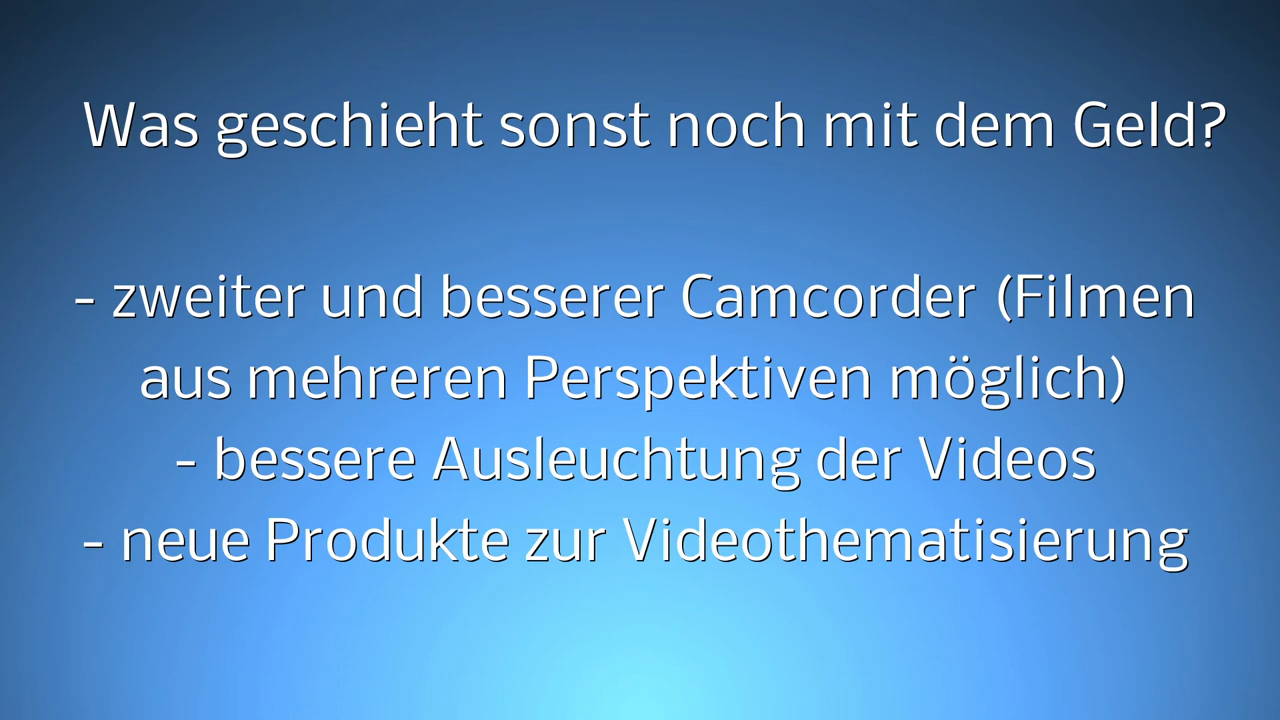 Was geschieht sonst noch mit dem Geld?
- zweiter und besserer Camcorder (Filmen
aus mehreren Perspektiven möglich)
- bessere Ausleuchtung der Videos
- neue Produkte zur Videothematisierung